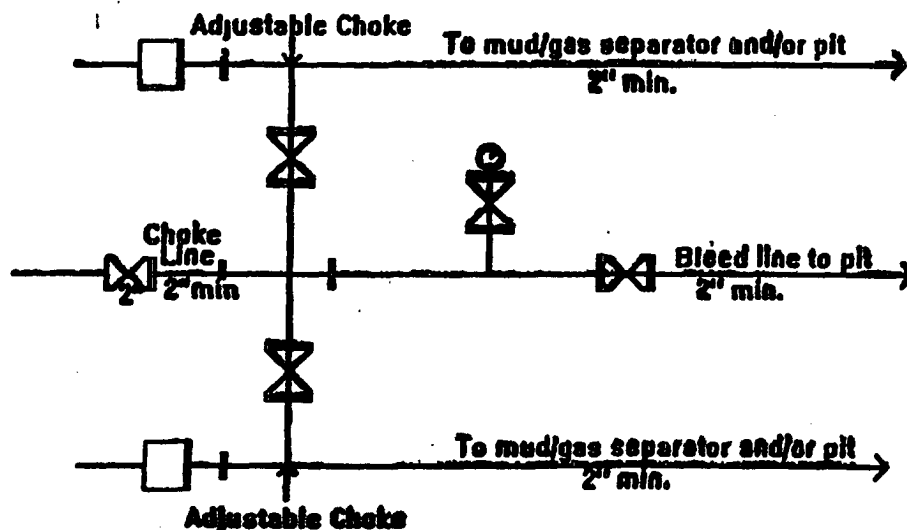 Adjustable Choke
To mud/gas separator and/or pit
2" min.
Choke
Line
2"
2" min
Bleed line to pit
2" min.
To mud/gas separator and/or pit
2" min.
Adjustable Choke